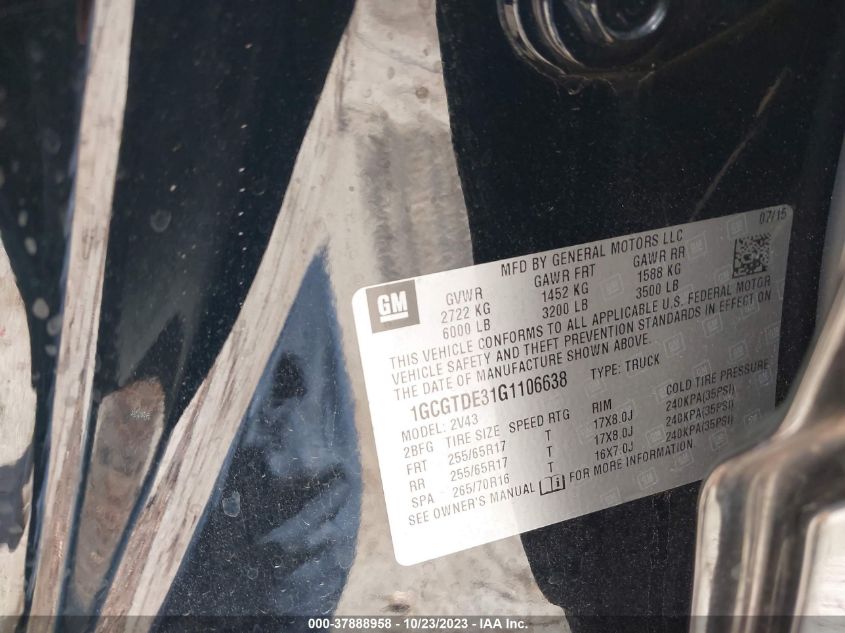 07/15
MFD BY GENERAL MOTORS LLC
GM
GVWR GAWR FRT GAWR RR
2722 KG 1452 KG 1588 KG
6000 LB 3200 LB 3500 LB
THIS VEHICLE CONFORMS TO ALL APPLICABLE U.S. FEDERAL MOTOR
VEHICLE SAFETY AND THEFT PREVENTION STANDARDS IN EFFECT ON
THE DATE OF MANUFACTURE SHOWN ABOVE.
1GCGTDE31G1106638 TYPE: TRUCK
MODEL: 2V43
2BFG TIRE SIZE SPEED RTG RIM COLD TIRE PRESSURE
FRT 255/65R17 T 17X8.0J 240KPA(35PSI)
RR 255/65R17 T 17X8.0J 240KPA(35PSI)
SPA 265/70R16 T 16X7.0J 240KPA(35PSI)
SEE OWNER'S MANUAL FOR MORE INFORMATION.
000-37888958 - 10/23/2023 - IAA Inc.